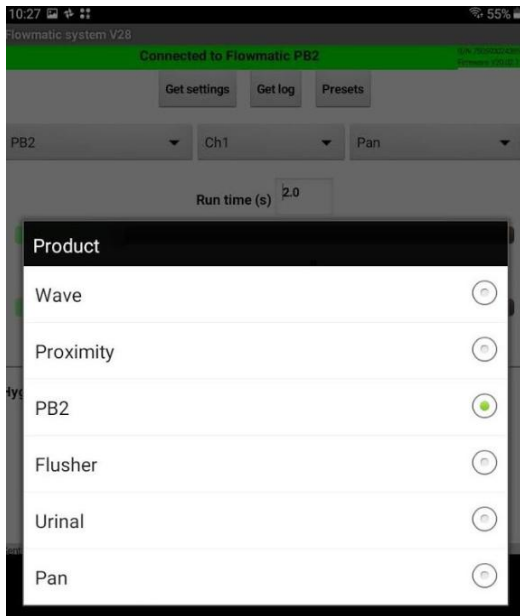 10:27 55%
Flowmatic system V28
Connected to Flowmatic PB2
Get settings Get log Presets
PB2 Ch1 Pan
Run time (s) 2.0
Product
Wave
Proximity
PB2
Flusher
Urinal
Pan